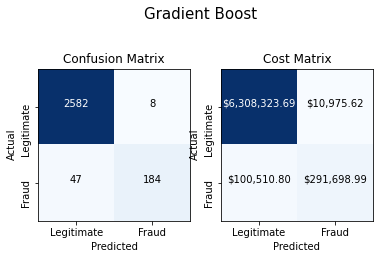 Gradient Boost
Confusion Matrix
Cost Matrix
Actual
Legitimate
Fraud
2582
8
47
184
Legitimate
Fraud
Predicted
Actual
Legitimate
Fraud
$6,308,323.69
$10,975.62
$100,510.80
$291,698.99
Legitimate
Fraud
Predicted